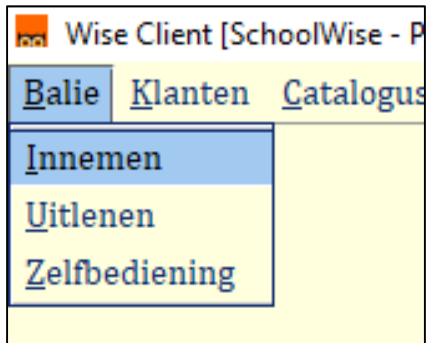 Wise Client [SchoolWise - P
Balie Klanten Catalogus
Innemen
Uitlenen
Zelfbediening